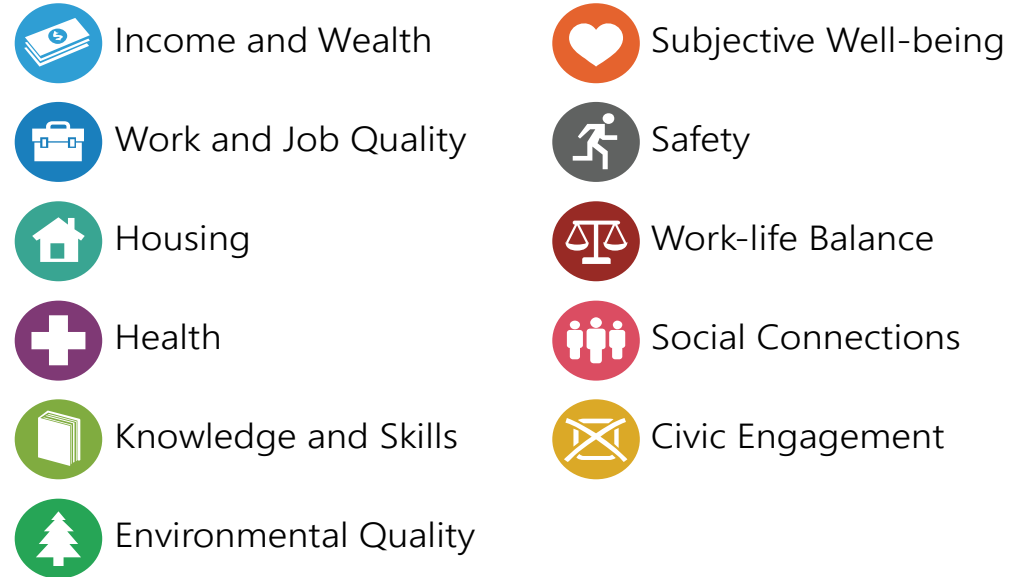 Income and Wealth
Work and Job Quality
Housing
Health
Knowledge and Skills
Environmental Quality
Subjective Well-being
Safety
Work-life Balance
Social Connections
Civic Engagement